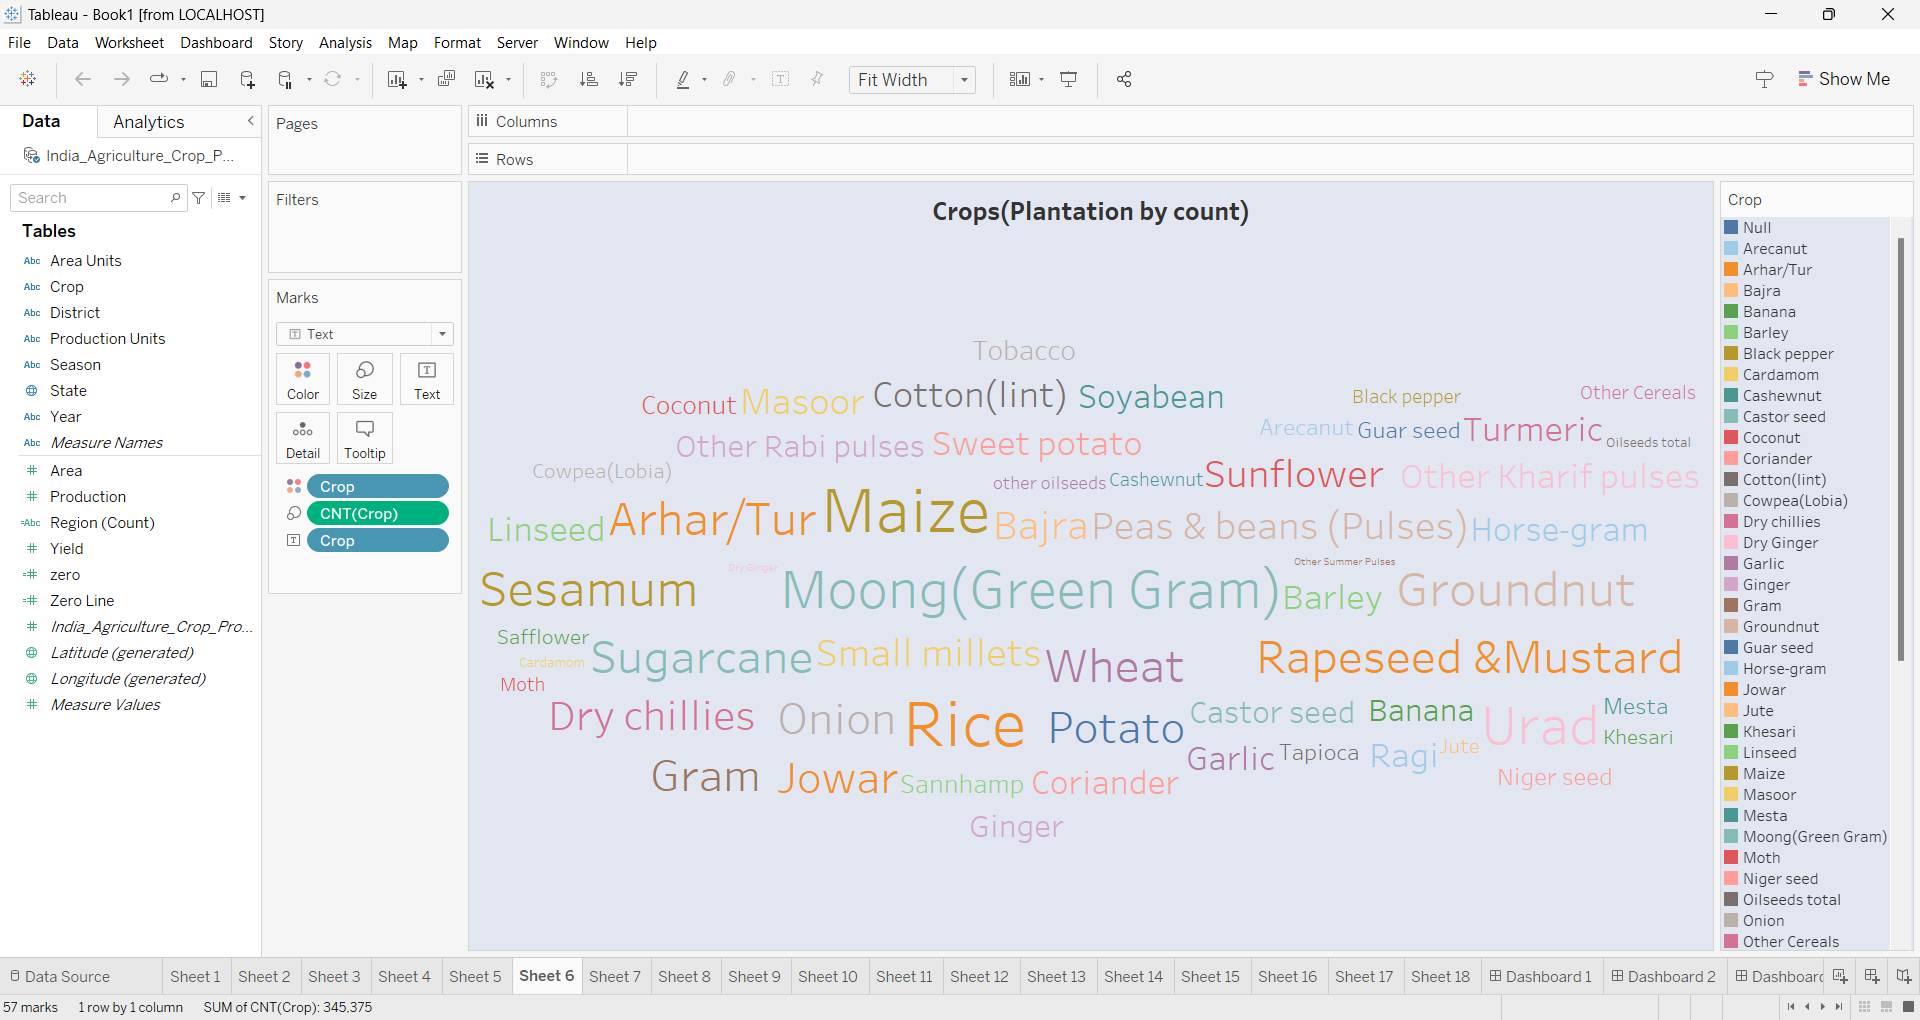 Tableau - Book1 [from LOCALHOST]
File Data Worksheet Dashboard Story Analysis Map Format Server Window Help
Fit Width
Show Me
Data
Analytics
India_Agriculture_Crop_P...
Search
Tables
Abc Area Units
Abc Crop
Abc District
Abc Production Units
Abc Season
State
Abc Year
Abc Measure Names
# Area
# Production
=Abc Region (Count)
# Yield
=# zero
=# Zero Line
# India_Agriculture_Crop_Pro...
Latitude (generated)
Longitude (generated)
# Measure Values
Pages
Filters
Marks
Text
Color
Size
Text
Detail
Tooltip
Crop
CNT(Crop)
Crop
Columns
Rows
Crops(Plantation by count)
Tobacco
Coconut Masoor Cotton(lint) Soyabean Black pepper Other Cereals
Other Rabi pulses Sweet potato Arecanut Guar seed Turmeric Oilseeds total
Cowpea(Lobia) other oilseeds Cashewnut Sunflower Other Kharif pulses
Linseed Arhar/Tur Maize Bajra Peas & beans (Pulses) Horse-gram
Sesamum Dry Ginger Moong(Green Gram) Other Summer Pulses Barley Groundnut
Safflower
Cardamom Sugarcane Small millets Wheat Rapeseed &Mustard
Moth
Dry chillies Onion Rice Potato Castor seed Banana Urad Mesta
Khesari
Garlic Tapioca Ragi Jute
Gram Jowar Sannhamp Coriander Niger seed
Ginger
Crop
Null
Arecanut
Arhar/Tur
Bajra
Banana
Barley
Black pepper
Cardamom
Cashewnut
Castor seed
Coconut
Coriander
Cotton(lint)
Cowpea(Lobia)
Dry chillies
Dry Ginger
Garlic
Ginger
Gram
Groundnut
Guar seed
Horse-gram
Jowar
Jute
Khesari
Linseed
Maize
Masoor
Mesta
Moong(Green Gram)
Moth
Niger seed
Oilseeds total
Onion
Other Cereals
Data Source Sheet 1 Sheet 2 Sheet 3 Sheet 4 Sheet 5 Sheet 6 Sheet 7 Sheet 8 Sheet 9 Sheet 10 Sheet 11 Sheet 12 Sheet 13 Sheet 14 Sheet 15 Sheet 16 Sheet 17 Sheet 18 Dashboard 1 Dashboard 2 Dashboard
57 marks 1 row by 1 column SUM of CNT(Crop): 345,375